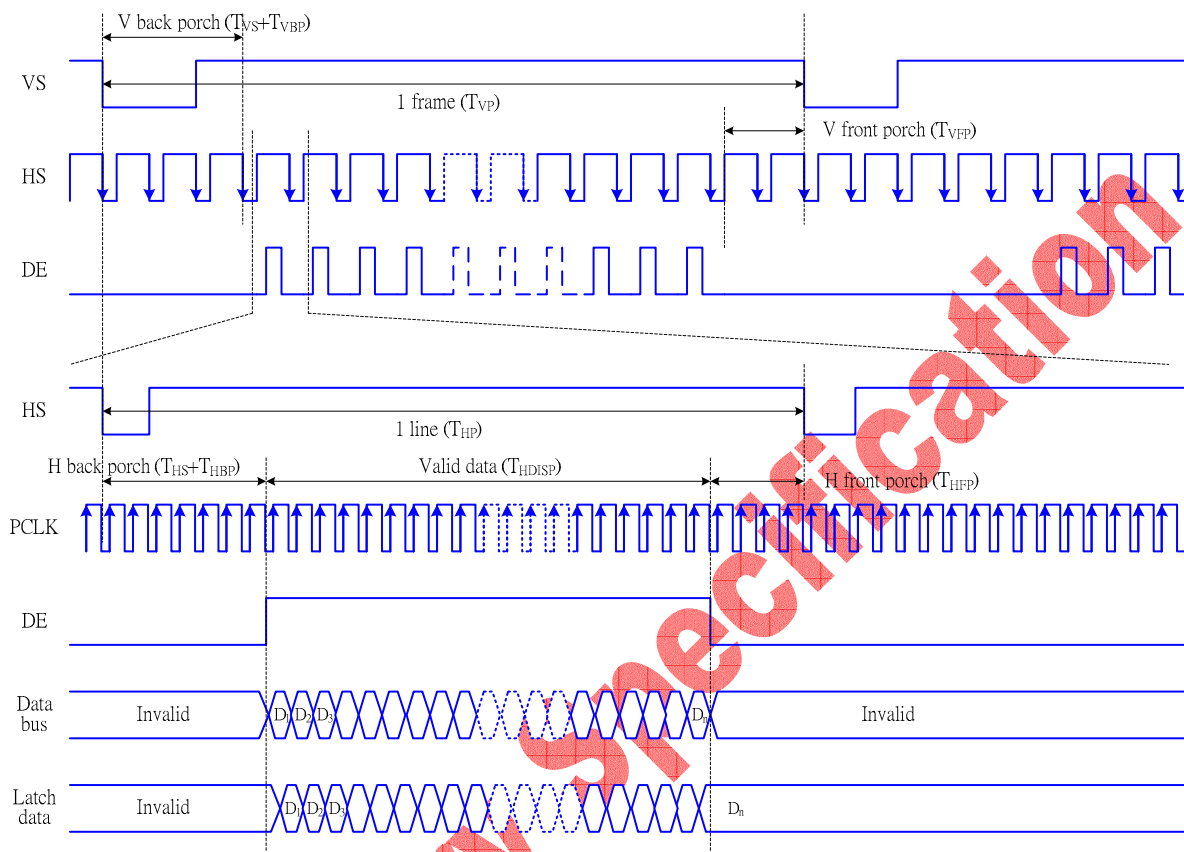 V back porch (TVS+TVBP)
VS
1 frame (TVP)
V front porch (TVFP)
HS
DE
HS
1 line (THP)
H back porch (THS+THBP)
Valid data (THDISP)
H front porch (THFP)
PCLK
DE
Data bus
Invalid
D1 D2 D3
Dn
Invalid
Latch data
Invalid
D1 D2 D3
Dn
Specification